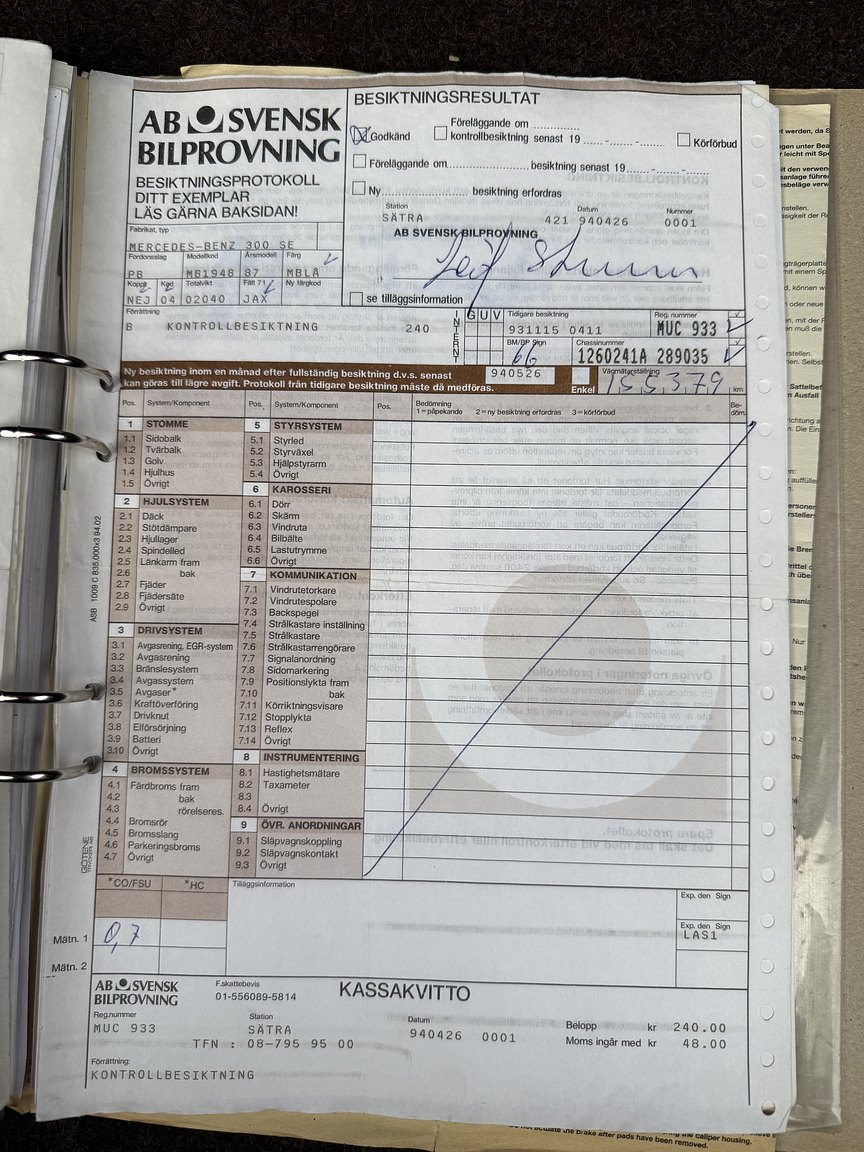 AB SVENSK
BILPROVNING
BESIKTNINGSPROTOKOLL
DITT EXEMPLAR
LÄS GÄRNA BAKSIDAN!
BESIKTNINGSRESULTAT
Godkänd
Föreläggande om
kontrollbesiktning senast 19
Körförbud
Föreläggande om besiktning senast 19
Ny besiktning erfordras
Station Datum Nummer
SÄTRA 421 940426 0001
AB SVENSK BILPROVNING
se tilläggsinformation
Fabrikat, typ
MERCEDES-BENZ 300 SE
Fordonsslag Modellkod Årsmodell Färg
PB MB1948 87 MBLÅ
Koppl Kgd Totalvikt Fält 71 Ny färgkod
NEJ 04 02040 JAX
Förrättning
B KONTROLLBESIKTNING 240
INTERNT
G U V
Tidigare besiktning Reg. nummer
931115 0411 MUC 933
BM/BP Sign Chassinummer
66 1260241A 289035
Ny besiktning inom en månad efter fullständig besiktning d.v.s. senast 940526
kan göras till lägre avgift. Protokoll från tidigare besiktning måste då medföras.
Enkel
Vägmätarställning
155379 km
Pos. System/Komponent Pos. System/Komponent Pos. Bedömning
1 = påpekande 2 = ny besiktning erfordras 3 = körförbud
Be-
döm.
1 STOMME
1.1 Sidobalk
1.2 Tvärbalk
1.3 Golv
1.4 Hjulhus
1.5 Övrigt
2 HJULSYSTEM
2.1 Däck
2.2 Stötdämpare
2.3 Hjullager
2.4 Spindelled
2.5 Länkarm fram
2.6 bak
2.7 Fjäder
2.8 Fjädersäte
2.9 Övrigt
3 DRIVSYSTEM
3.1 Avgasrening, EGR-system
3.2 Avgasrening
3.3 Bränslesystem
3.4 Avgassystem
3.5 Avgaser*
3.6 Kraftöverföring
3.7 Drivknut
3.8 Elförsörjning
3.9 Batteri
3.10 Övrigt
4 BROMSSYSTEM
4.1 Färdbroms fram
4.2 bak
4.3 rörelseres.
4.4 Bromsrör
4.5 Bromsslang
4.6 Parkeringsbroms
4.7 Övrigt
5 STYRSYSTEM
5.1 Styrled
5.2 Styrväxel
5.3 Hjälpstyrarm
5.4 Övrigt
6 KAROSSERI
6.1 Dörr
6.2 Skärm
6.3 Vindruta
6.4 Bilbälte
6.5 Lastutrymme
6.6 Övrigt
7 KOMMUNIKATION
7.1 Vindrutetorkare
7.2 Vindrutespolare
7.3 Backspegel
7.4 Strålkastare inställning
7.5 Strålkastare
7.6 Strålkastarrengörare
7.7 Signalanordning
7.8 Sidomarkering
7.9 Positionslykta fram
7.10 bak
7.11 Körriktningsvisare
7.12 Stopplykta
7.13 Reflex
7.14 Övrigt
8 INSTRUMENTERING
8.1 Hastighetsmätare
8.2 Taxameter
8.3
8.4 Övrigt
9 ÖVR. ANORDNINGAR
9.1 Släpvagnskoppling
9.2 Släpvagnskontakt
9.3 Övrigt
ASB 1009 C 835.000x3 94.02
*CO/FSU *HC Tilläggsinformation
Exp. den Sign
Exp. den Sign
LAS1
Mätn. 1 0,7
Mätn. 2
AB SVENSK
BILPROVNING
F.skattebevis
01-556089-5814
KASSAKVITTO
Reg.nummer Station Datum
MUC 933 SÄTRA 940426 0001
TFN : 08-795 95 00
Belopp kr 240.00
Moms ingår med kr 48.00
Förrättning:
KONTROLLBESIKTNING
the brake after pads have been removed.